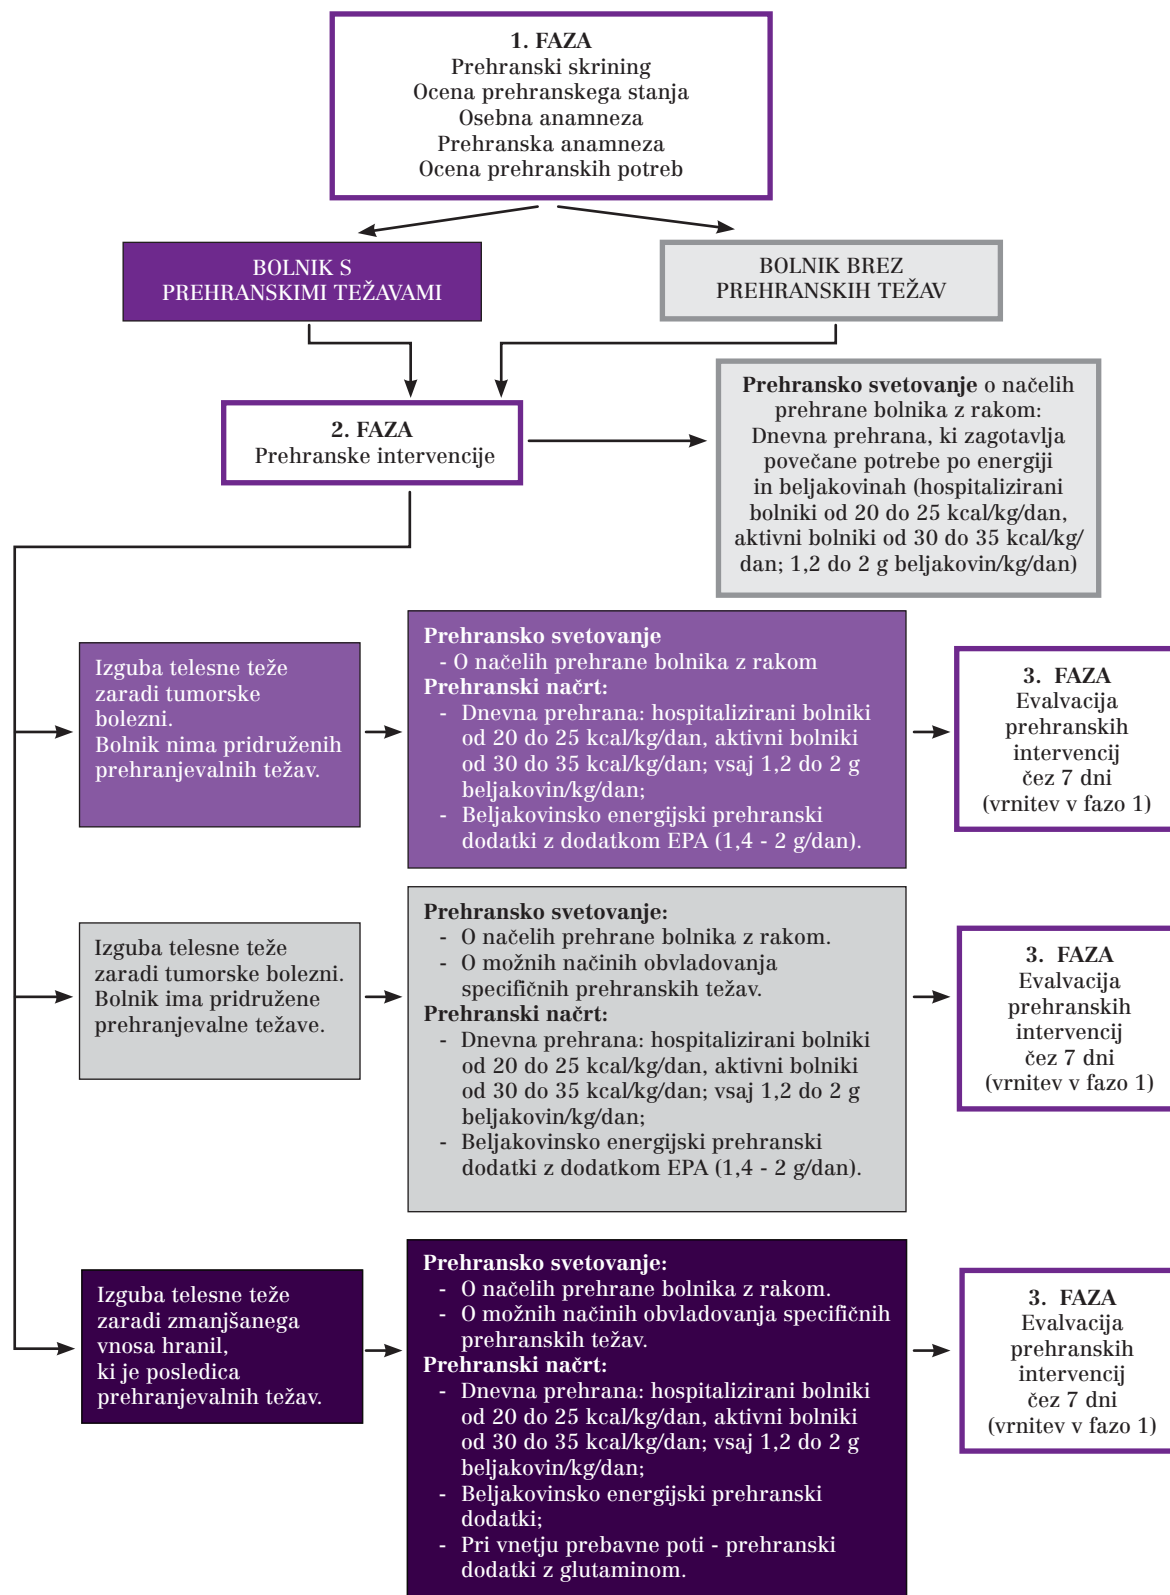 1. FAZA
Prehranski skrining
Ocena prehranskega stanja
Osebna anamneza
Prehranska anamneza
Ocena prehranskih potreb
BOLNIK S
PREHRANSKIMI TEŽAVAMI
BOLNIK BREZ
PREHRANSKIH TEŽAV
2. FAZA
Prehranske intervencije
Prehransko svetovanje o načelih
prehrane bolnika z rakom:
Dnevna prehrana, ki zagotavlja
povečane potrebe po energiji
in beljakovinah (hospitalizirani
bolniki od 20 do 25 kcal/kg/dan,
aktivni bolniki od 30 do 35 kcal/kg/
dan; 1,2 do 2 g beljakovin/kg/dan)
Izguba telesne teže
zaradi tumorske
bolezni.
Bolnik nima pridruženih
prehranjevalnih težav.
Prehransko svetovanje
- O načelih prehrane bolnika z rakom
Prehranski načrt:
- Dnevna prehrana: hospitalizirani bolniki
od 20 do 25 kcal/kg/dan, aktivni bolniki
od 30 do 35 kcal/kg/dan; vsaj 1,2 do 2 g
beljakovin/kg/dan;
- Beljakovinsko energijski prehranski
dodatki z dodatkom EPA (1,4 - 2 g/dan).
3. FAZA
Evalvacija
prehranskih
intervencij
čez 7 dni
(vrnitev v fazo 1)
Izguba telesne teže
zaradi tumorske bolezni.
Bolnik ima pridružene
prehranjevalne težave.
Prehransko svetovanje:
- O načelih prehrane bolnika z rakom.
- O možnih načinih obvladovanja
specifičnih prehranskih težav.
Prehranski načrt:
- Dnevna prehrana: hospitalizirani bolniki
od 20 do 25 kcal/kg/dan, aktivni bolniki
od 30 do 35 kcal/kg/dan; vsaj 1,2 do 2 g
beljakovin/kg/dan;
- Beljakovinsko energijski prehranski
dodatki z dodatkom EPA (1,4 - 2 g/dan).
3. FAZA
Evalvacija
prehranskih
intervencij
čez 7 dni
(vrnitev v fazo 1)
Izguba telesne teže
zaradi zmanjšanega
vnosa hranil,
ki je posledica
prehranjevalnih težav.
Prehransko svetovanje:
- O načelih prehrane bolnika z rakom.
- O možnih načinih obvladovanja specifičnih
prehranskih težav.
Prehranski načrt:
- Dnevna prehrana: hospitalizirani bolniki
od 20 do 25 kcal/kg/dan, aktivni bolniki
od 30 do 35 kcal/kg/dan; vsaj 1,2 do 2 g
beljakovin/kg/dan;
- Beljakovinsko energijski prehranski
dodatki;
- Pri vnetju prebavne poti - prehranski
dodatki z glutaminom.
3. FAZA
Evalvacija
prehranskih
intervencij
čez 7 dni
(vrnitev v fazo 1)